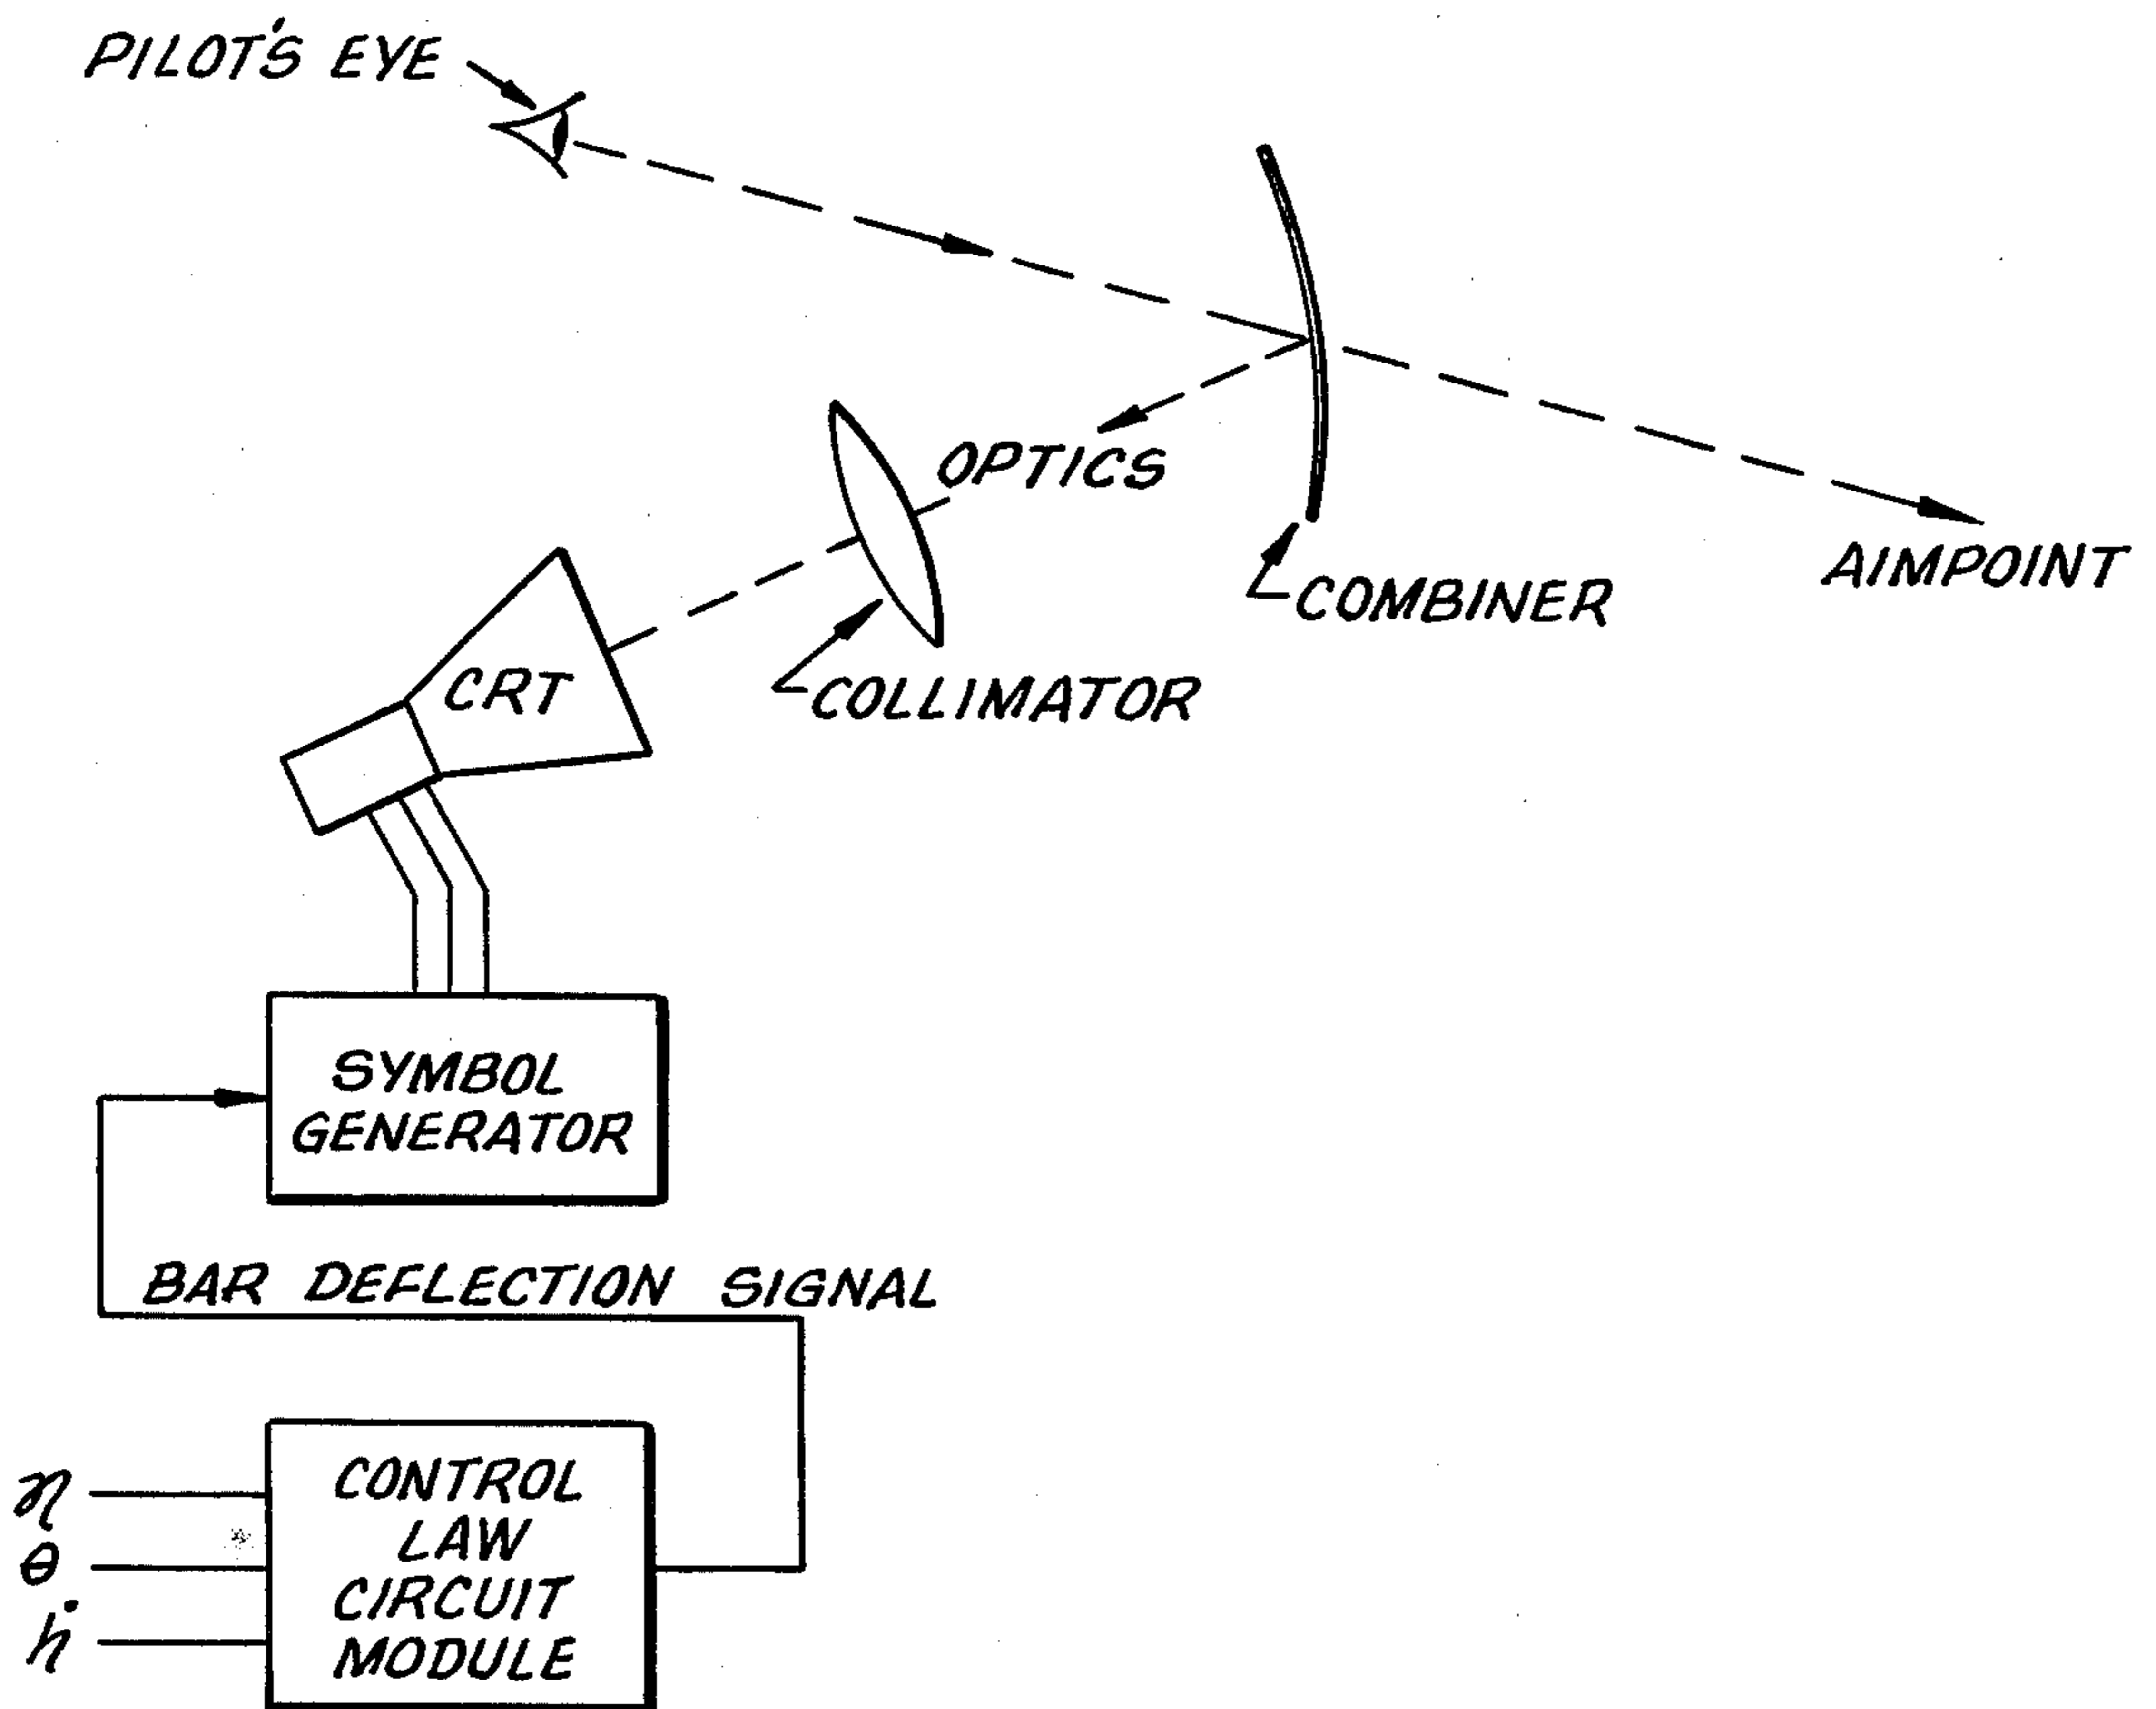 PILOT'S EYE
OPTICS
AIMPOINT
COMBINER
CRT
COLLIMATOR
SYMBOL
GENERATOR
BAR DEFLECTION SIGNAL
CONTROL
LAW
CIRCUIT
MODULE
η
θ
ḣ